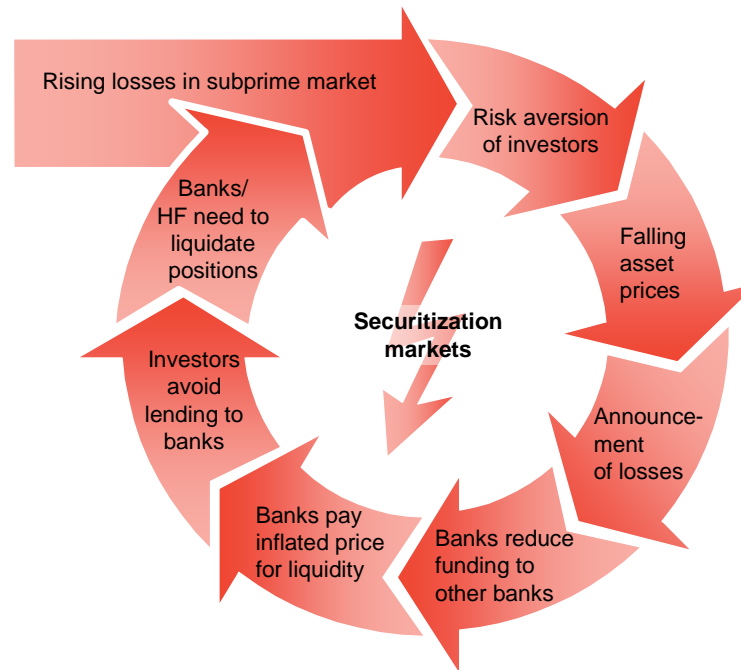 Rising losses in subprime market
Risk aversion
of investors
Falling
asset
prices
Announce-
ment
of losses
Banks reduce
funding to
other banks
Banks pay
inflated price
for liquidity
Investors
avoid
lending to
banks
Banks/
HF need to
liquidate
positions
Securitization
markets